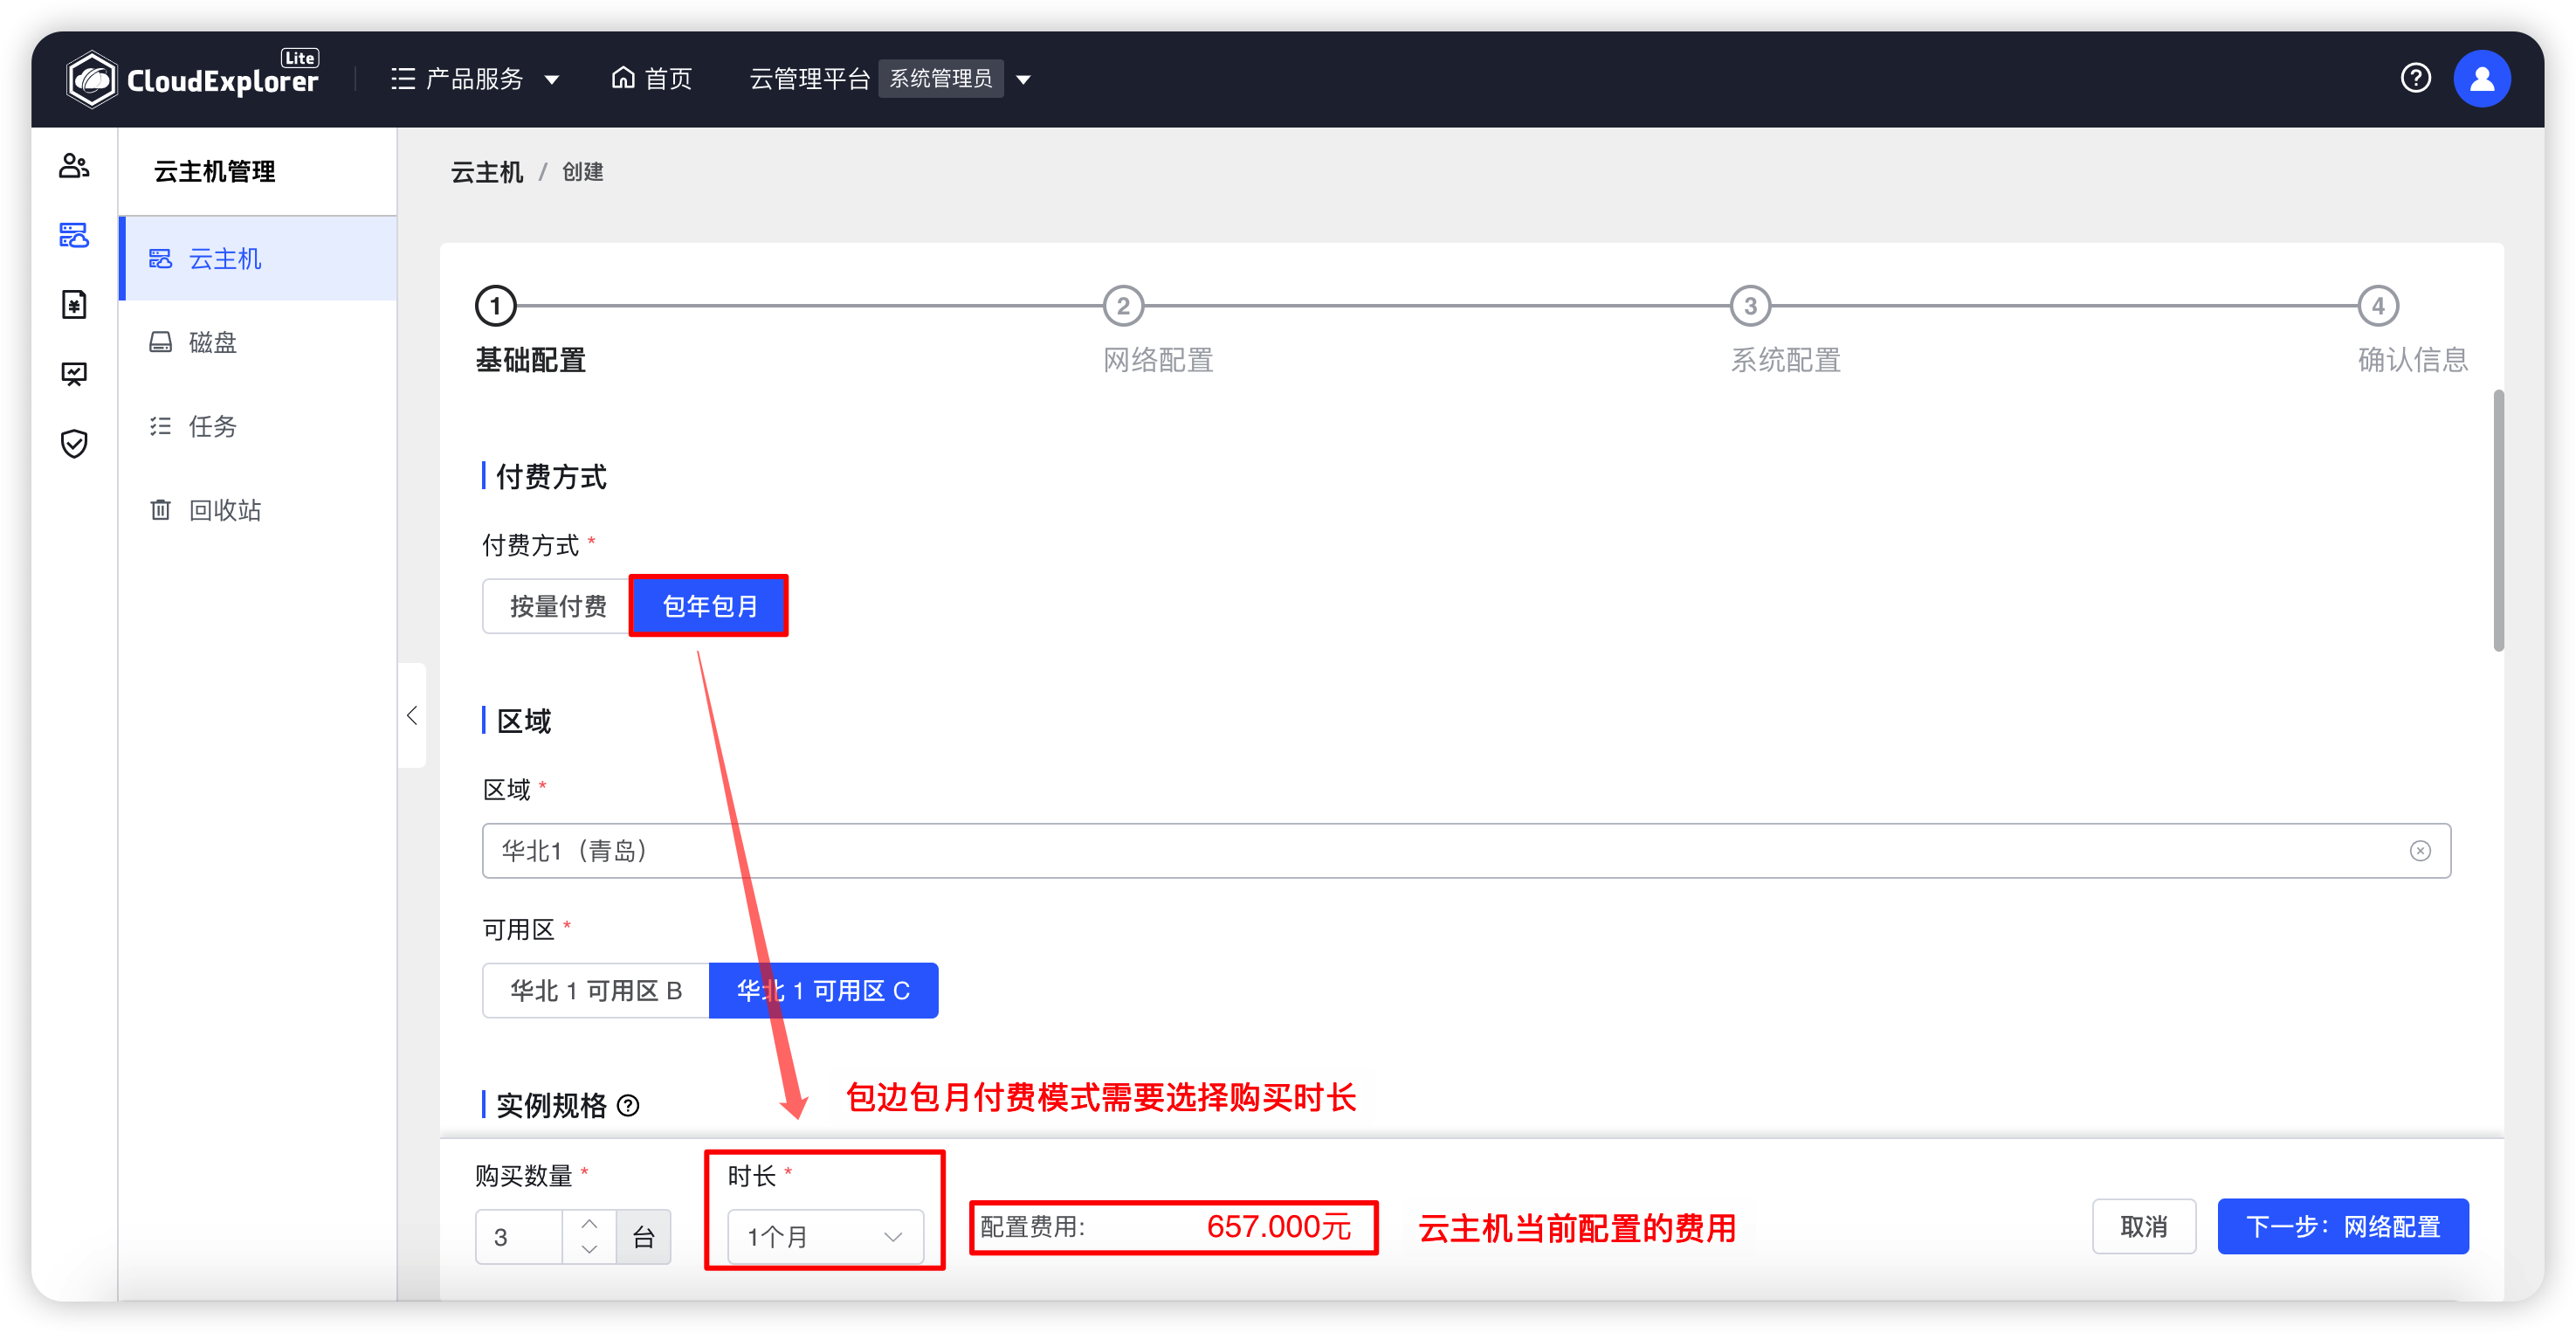 CloudExplorer Lite
产品服务
首页
云管理平台 系统管理员
云主机管理
云主机
磁盘
任务
回收站
云主机 / 创建
1
2
3
4
基础配置
网络配置
系统配置
确认信息
付费方式
付费方式 *
按量付费
包年包月
区域
区域 *
华北1（青岛）
可用区 *
华北 1 可用区 B
华北 1 可用区 C
实例规格
包边包月付费模式需要选择购买时长
购买数量 *
3
台
时长 *
1个月
配置费用: 657.000元
云主机当前配置的费用
取消
下一步：网络配置